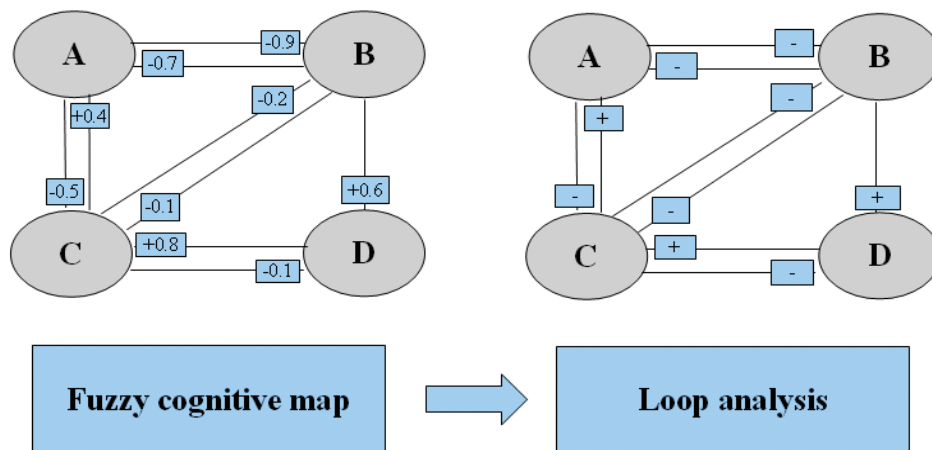 A
-0.9
B
-0.7
-0.2
+0.4
-0.5
-0.1
+0.6
C
+0.8
D
-0.1
A
-
B
-
-
+
-
-
+
C
+
D
-
Fuzzy cognitive map
Loop analysis